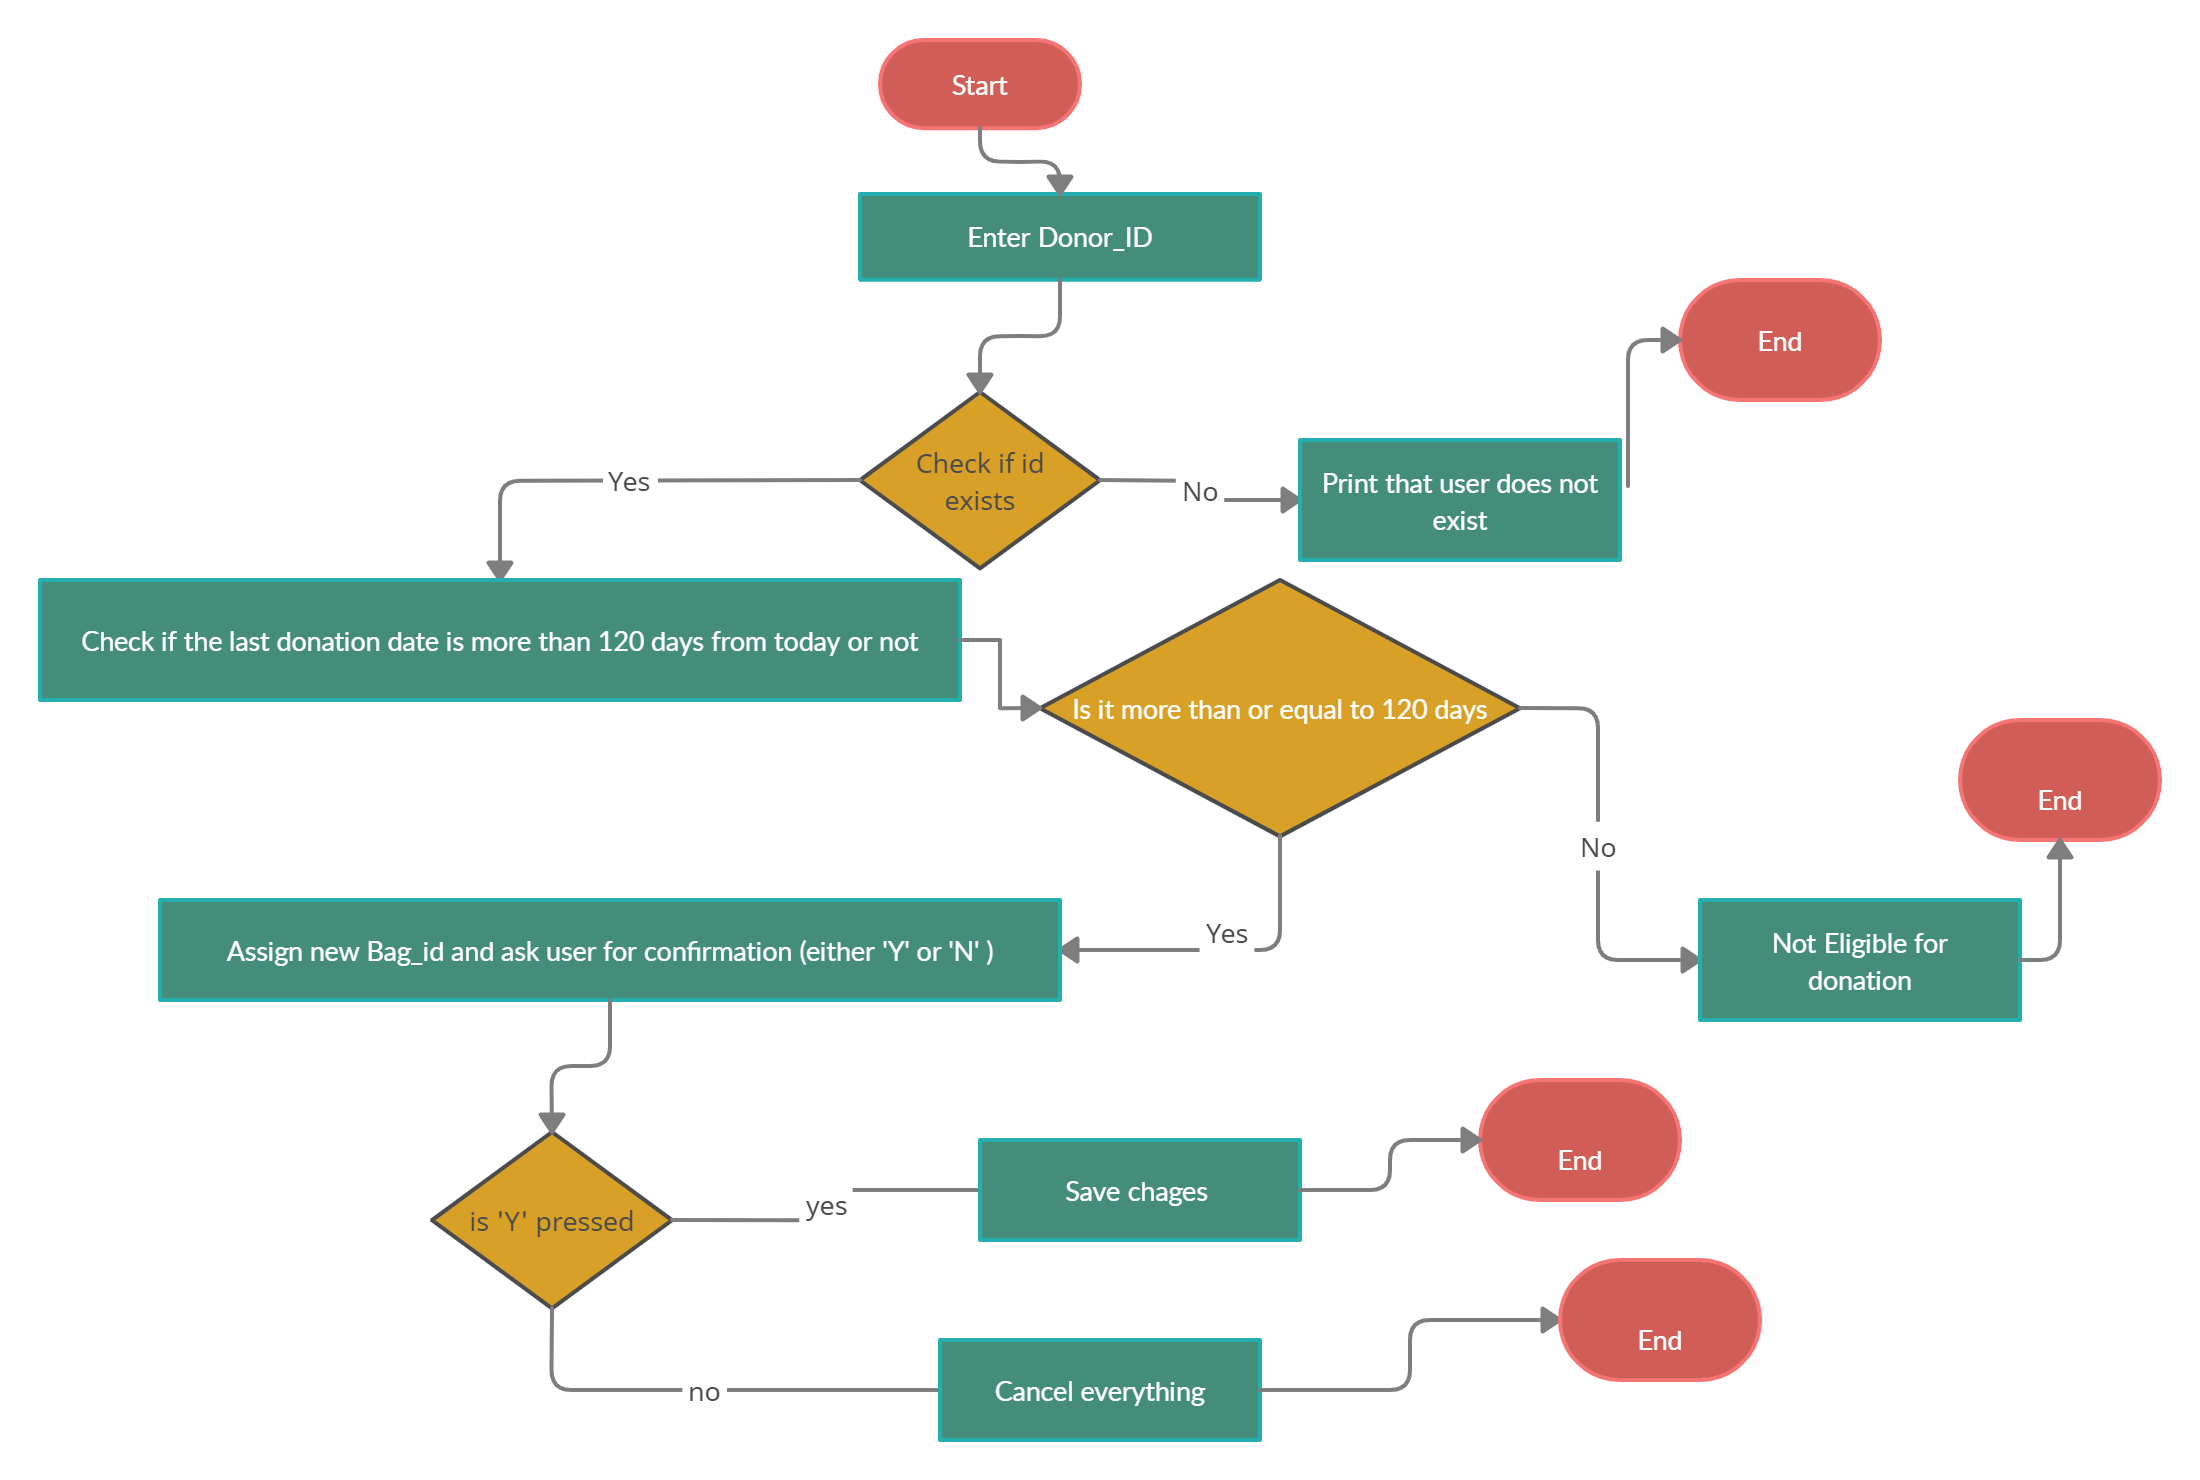 Start
Enter Donor_ID
End
Check if id
exists
Yes
No
Print that user does not
exist
Check if the last donation date is more than 120 days from today or not
Is it more than or equal to 120 days
No
End
Yes
Assign new Bag_id and ask user for confirmation (either 'Y' or 'N' )
Not Eligible for
donation
is 'Y' pressed
yes
Save chages
End
no
Cancel everything
End